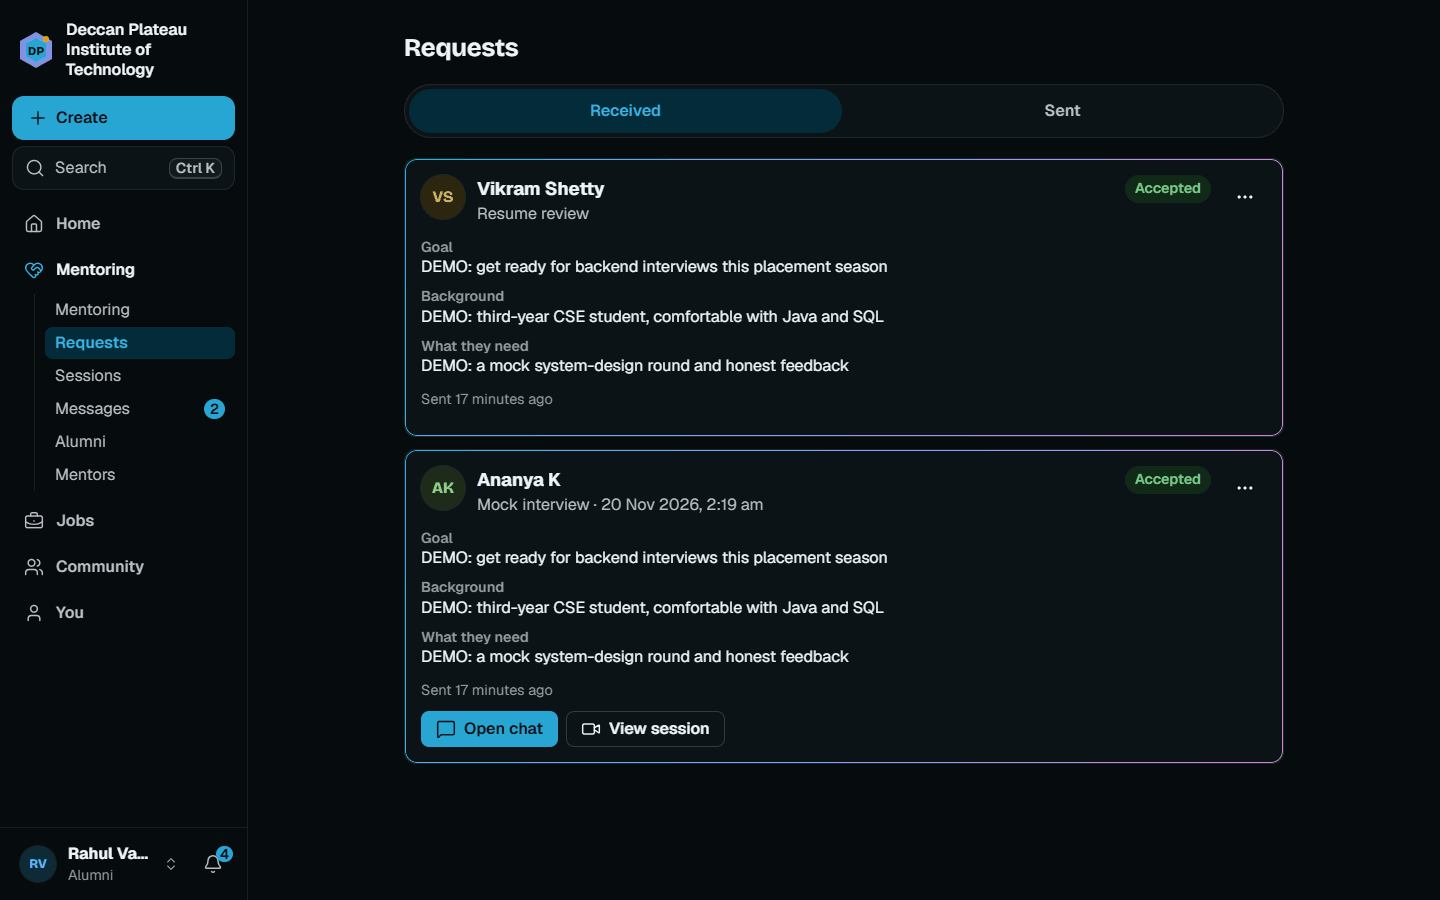 DP
Deccan Plateau
Institute of
Technology
Create
Search
Ctrl K
Home
Mentoring
Mentoring
Requests
Sessions
Messages
2
Alumni
Mentors
Jobs
Community
You
RV
Rahul Va...
Alumni
4
Requests
Received
Sent
VS
Vikram Shetty
Resume review
Accepted
Goal
DEMO: get ready for backend interviews this placement season
Background
DEMO: third-year CSE student, comfortable with Java and SQL
What they need
DEMO: a mock system-design round and honest feedback
Sent 17 minutes ago
AK
Ananya K
Mock interview · 20 Nov 2026, 2:19 am
Accepted
Goal
DEMO: get ready for backend interviews this placement season
Background
DEMO: third-year CSE student, comfortable with Java and SQL
What they need
DEMO: a mock system-design round and honest feedback
Sent 17 minutes ago
Open chat
View session